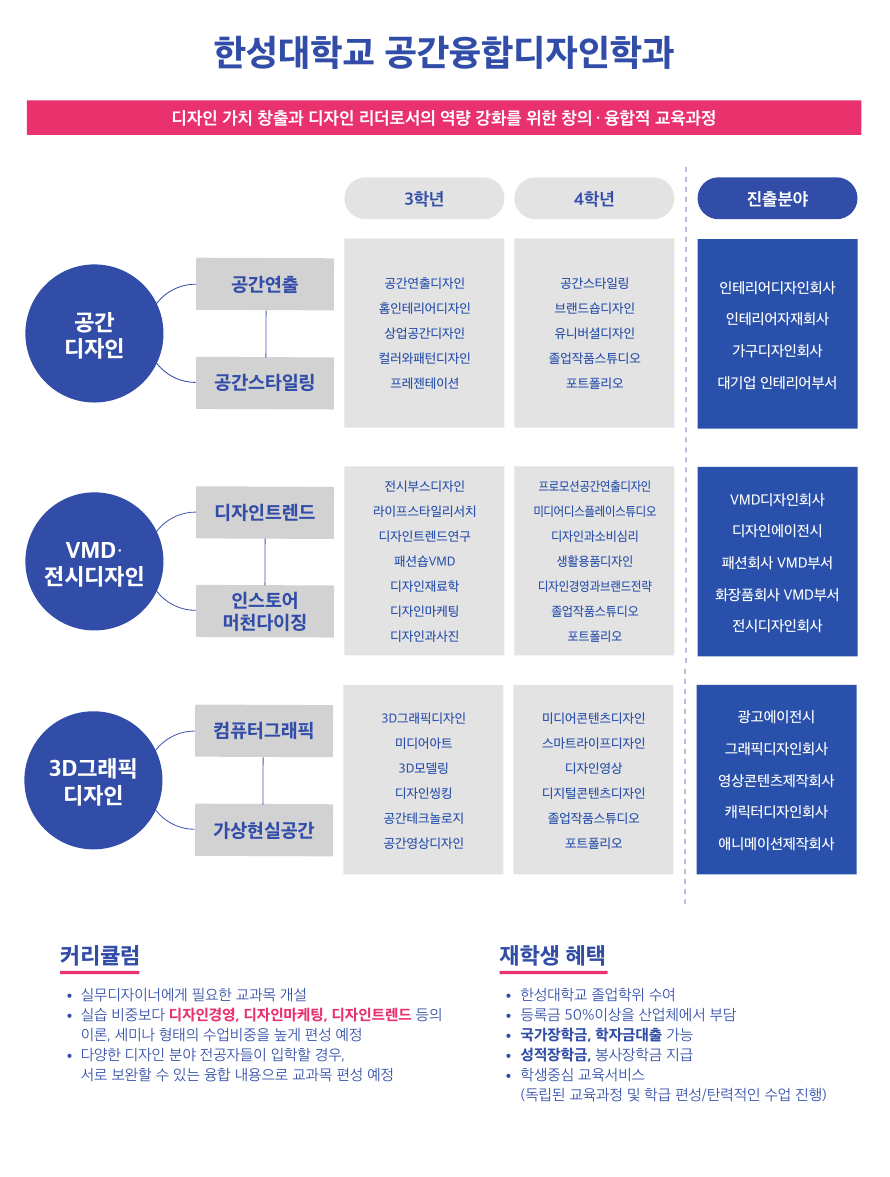 한성대학교 공간융합디자인학과
디자인 가치 창출과 디자인 리더로서의 역량 강화를 위한 창의 · 융합적 교육과정
3학년
4학년
진출분야
공간
디자인
공간연출
공간스타일링
공간연출디자인
홈인테리어디자인
상업공간디자인
컬러와패턴디자인
프레젠테이션
공간스타일링
브랜드숍디자인
유니버설디자인
졸업작품스튜디오
포트폴리오
인테리어디자인회사
인테리어자재회사
가구디자인회사
대기업 인테리어부서
VMD·
전시디자인
디자인트렌드
인스토어
머천다이징
전시부스디자인
라이프스타일리서치
디자인트렌드연구
패션숍VMD
디자인재료학
디자인마케팅
디자인과사진
프로모션공간연출디자인
미디어디스플레이스튜디오
디자인과소비심리
생활용품디자인
디자인경영과브랜드전략
졸업작품스튜디오
포트폴리오
VMD디자인회사
디자인에이전시
패션회사 VMD부서
화장품회사 VMD부서
전시디자인회사
3D그래픽
디자인
컴퓨터그래픽
가상현실공간
3D그래픽디자인
미디어아트
3D모델링
디자인씽킹
공간테크놀로지
공간영상디자인
미디어콘텐츠디자인
스마트라이프디자인
디자인영상
디지털콘텐츠디자인
졸업작품스튜디오
포트폴리오
광고에이전시
그래픽디자인회사
영상콘텐츠제작회사
캐릭터디자인회사
애니메이션제작회사
커리큘럼
• 실무디자이너에게 필요한 교과목 개설
• 실습 비중보다 디자인경영, 디자인마케팅, 디자인트렌드 등의
이론, 세미나 형태의 수업비중을 높게 편성 예정
• 다양한 디자인 분야 전공자들이 입학할 경우,
서로 보완할 수 있는 융합 내용으로 교과목 편성 예정
재학생 혜택
• 한성대학교 졸업학위 수여
• 등록금 50%이상을 산업체에서 부담
• 국가장학금, 학자금대출 가능
• 성적장학금, 봉사장학금 지급
• 학생중심 교육서비스
(독립된 교육과정 및 학급 편성/탄력적인 수업 진행)